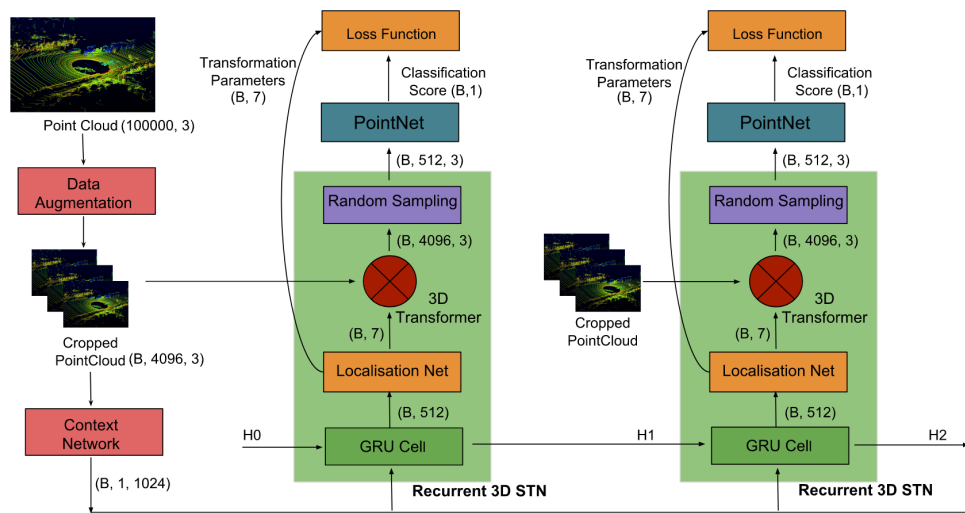 Point Cloud (100000, 3)
Data
Augmentation
Cropped
PointCloud (B, 4096, 3)
Context
Network
(B, 1, 1024)
Loss Function
Transformation
Parameters
(B, 7)
Classification
Score (B,1)
PointNet
(B, 512, 3)
Random Sampling
(B, 4096, 3)
3D
Transformer
(B, 7)
Localisation Net
(B, 512)
H0
GRU Cell
Recurrent 3D STN
H1
Loss Function
Transformation
Parameters
(B, 7)
Classification
Score (B,1)
PointNet
(B, 512, 3)
Random Sampling
(B, 4096, 3)
Cropped
PointCloud
3D
Transformer
(B, 7)
Localisation Net
(B, 512)
GRU Cell
H2
Recurrent 3D STN